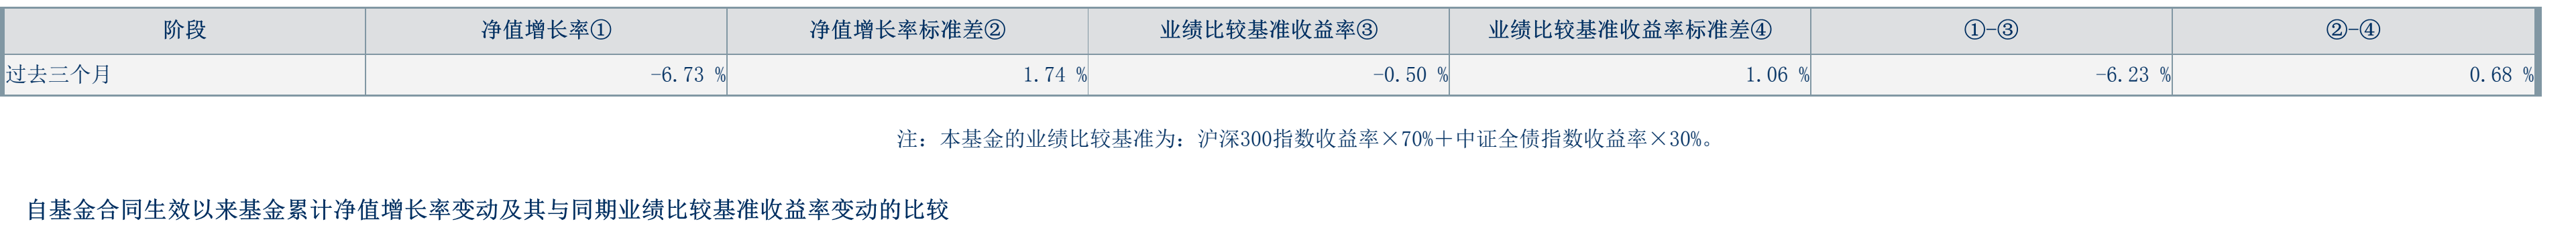 阶段 净值增长率① 净值增长率标准差② 业绩比较基准收益率③ 业绩比较基准收益率标准差④ ①-③ ②-④
过去三个月 -6.73 % 1.74 % -0.50 % 1.06 % -6.23 % 0.68 %
注：本基金的业绩比较基准为：沪深300指数收益率×70%＋中证全债指数收益率×30%。
自基金合同生效以来基金累计净值增长率变动及其与同期业绩比较基准收益率变动的比较